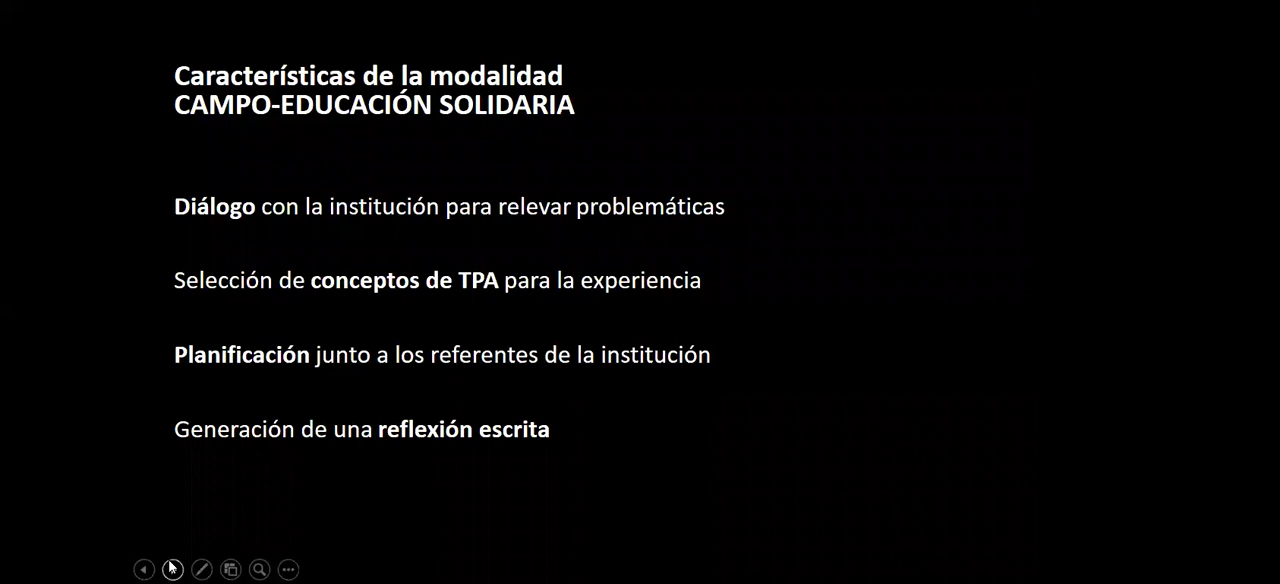 Características de la modalidad
CAMPO-EDUCACIÓN SOLIDARIA
Diálogo con la institución para relevar problemáticas
Selección de conceptos de TPA para la experiencia
Planificación junto a los referentes de la institución
Generación de una reflexión escrita